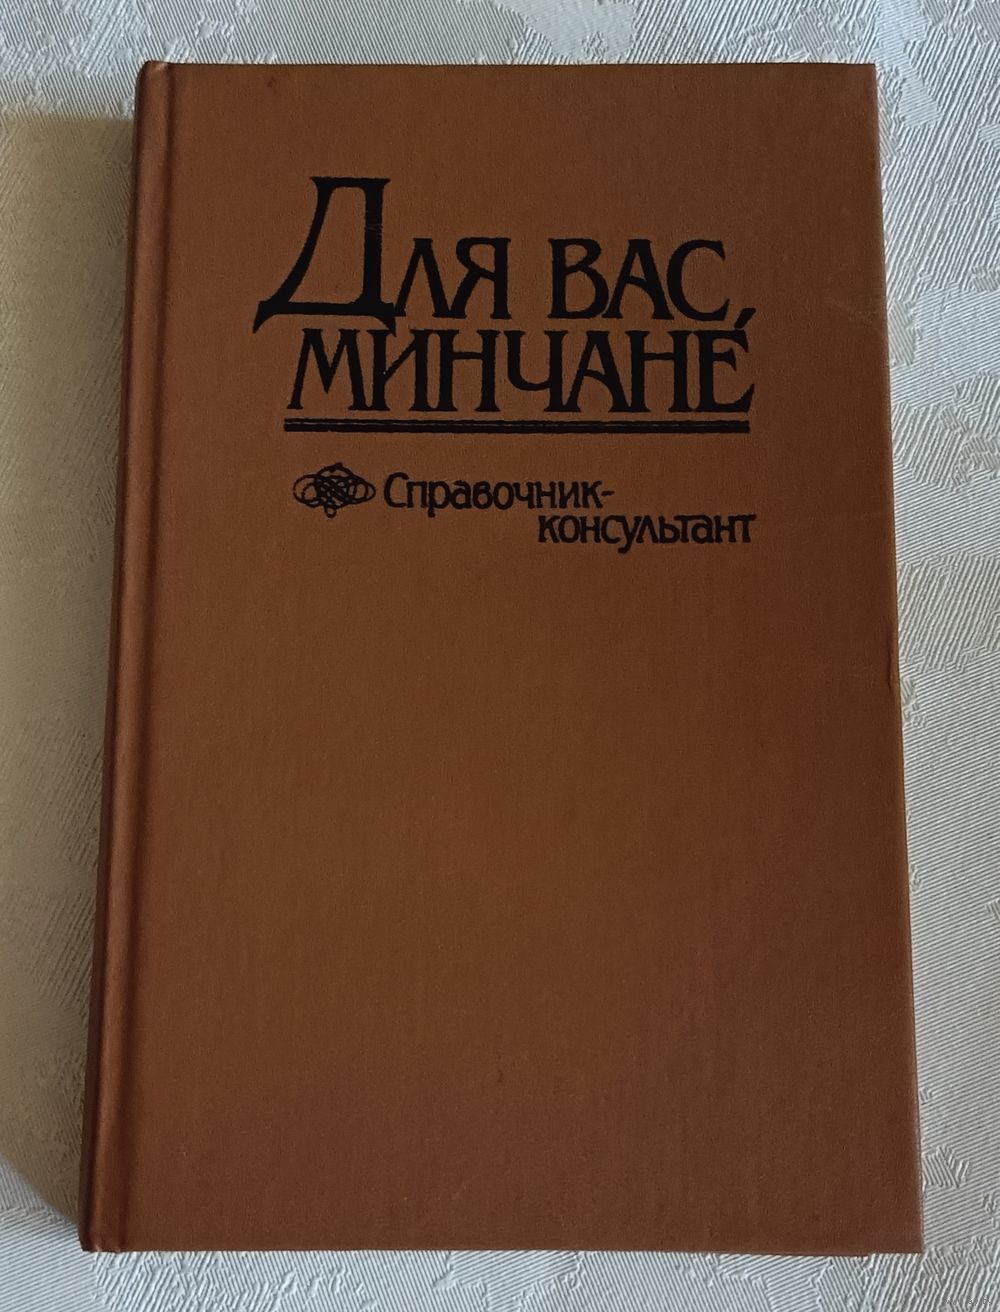 Для вас,
минчане
Справочник-
консультант